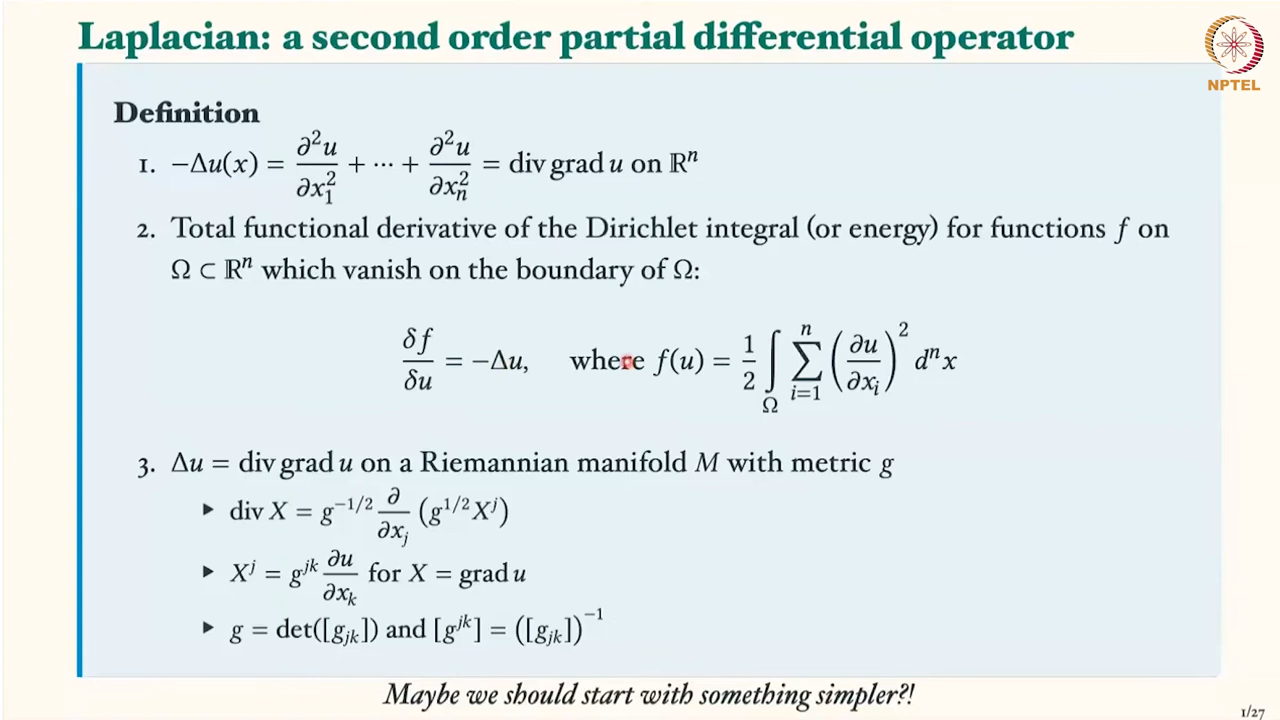 Laplacian: a second order partial differential operator
NPTEL
Definition
1. −Δu(x) = ∂²u/∂x₁² + ··· + ∂²u/∂xₙ² = div grad u on ℝⁿ
2. Total functional derivative of the Dirichlet integral (or energy) for functions f on
Ω ⊂ ℝⁿ which vanish on the boundary of Ω:
δf/δu = −Δu, where f(u) = 1/2 ∫_Ω ∑_{i=1}^{n} (∂u/∂xᵢ)² dⁿx
3. Δu = div grad u on a Riemannian manifold M with metric g
▸ div X = g^{−1/2} ∂/∂xⱼ (g^{1/2}X^j)
▸ X^j = g^{jk} ∂u/∂xₖ for X = grad u
▸ g = det([g_{jk}]) and [g^{jk}] = ([g_{jk}])^{−1}
Maybe we should start with something simpler?!
1/27